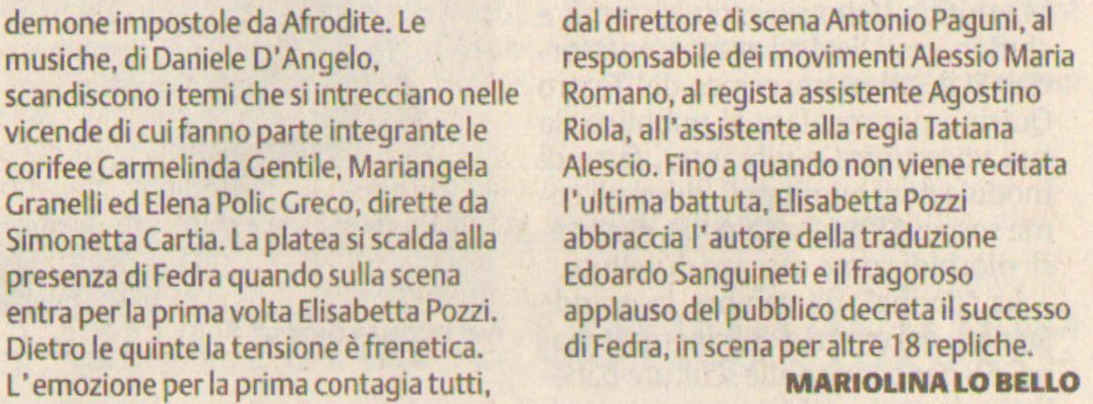 demone impostole da Afrodite. Le
musiche, di Daniele D'Angelo,
scandiscono i temi che si intrecciano nelle
vicende di cui fanno parte integrante le
corifee Carmelinda Gentile, Mariangela
Granelli ed Elena Polic Greco, dirette da
Simonetta Cartia. La platea si scalda alla
presenza di Fedra quando sulla scena
entra per la prima volta Elisabetta Pozzi.
Dietro le quinte la tensione è frenetica.
L'emozione per la prima contagia tutti,
dal direttore di scena Antonio Paguni, al
responsabile dei movimenti Alessio Maria
Romano, al regista assistente Agostino
Riola, all'assistente alla regia Tatiana
Alescio. Fino a quando non viene recitata
l'ultima battuta, Elisabetta Pozzi
abbraccia l'autore della traduzione
Edoardo Sanguineti e il fragoroso
applauso del pubblico decreta il successo
di Fedra, in scena per altre 18 repliche.
MARIOLINA LO BELLO